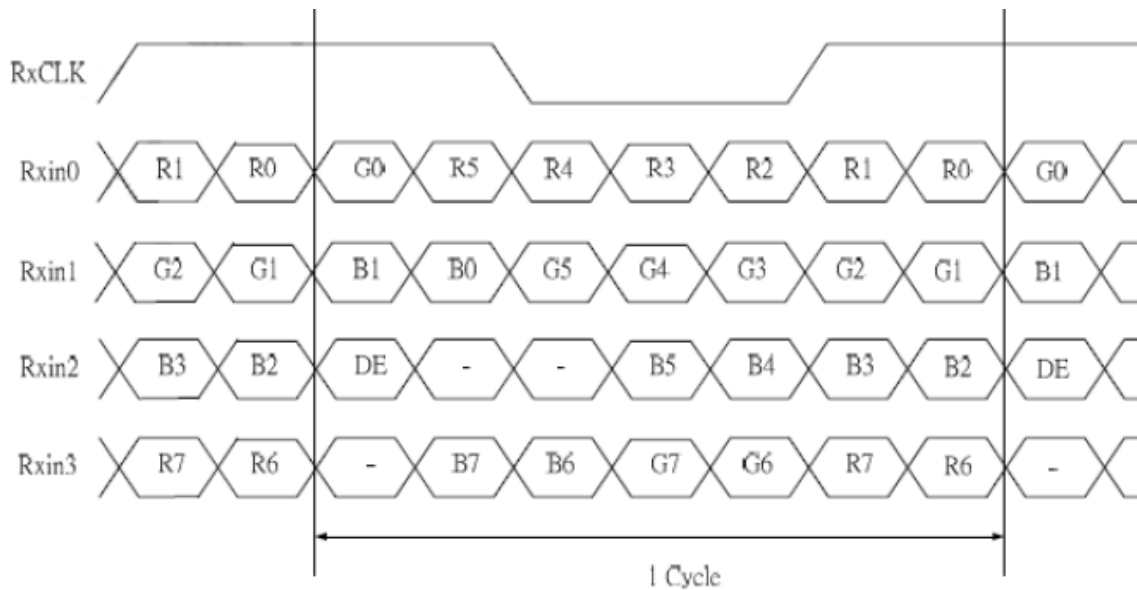 RxCLK
Rxin0 R1 R0 G0 R5 R4 R3 R2 R1 R0 G0
Rxin1 G2 G1 B1 B0 G5 G4 G3 G2 G1 B1
Rxin2 B3 B2 DE - - B5 B4 B3 B2 DE
Rxin3 R7 R6 - B7 B6 G7 G6 R7 R6 -
1 Cycle